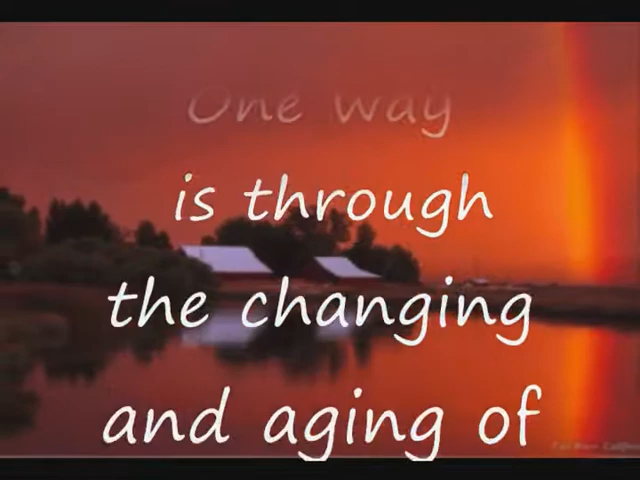 One way
is through
the changing
and aging of